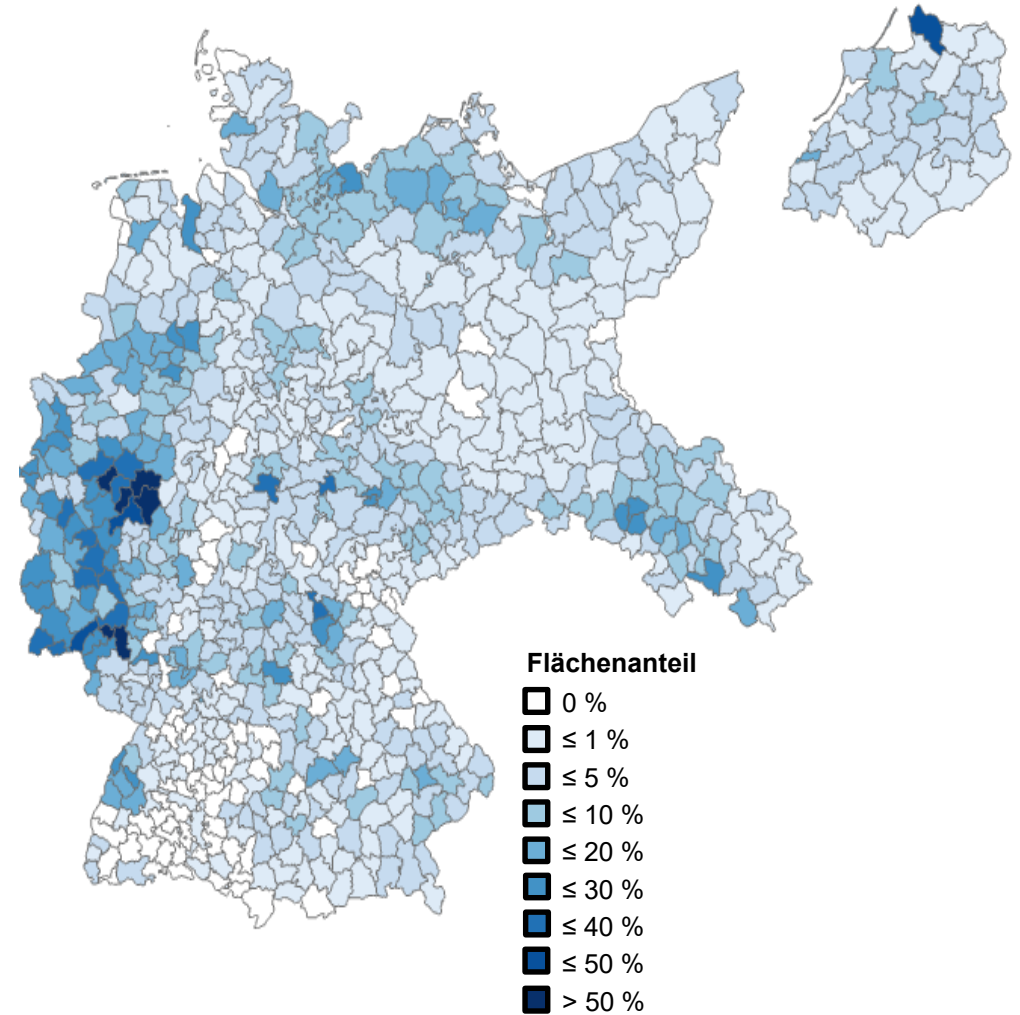 Flächenanteil
0 %
≤ 1 %
≤ 5 %
≤ 10 %
≤ 20 %
≤ 30 %
≤ 40 %
≤ 50 %
> 50 %